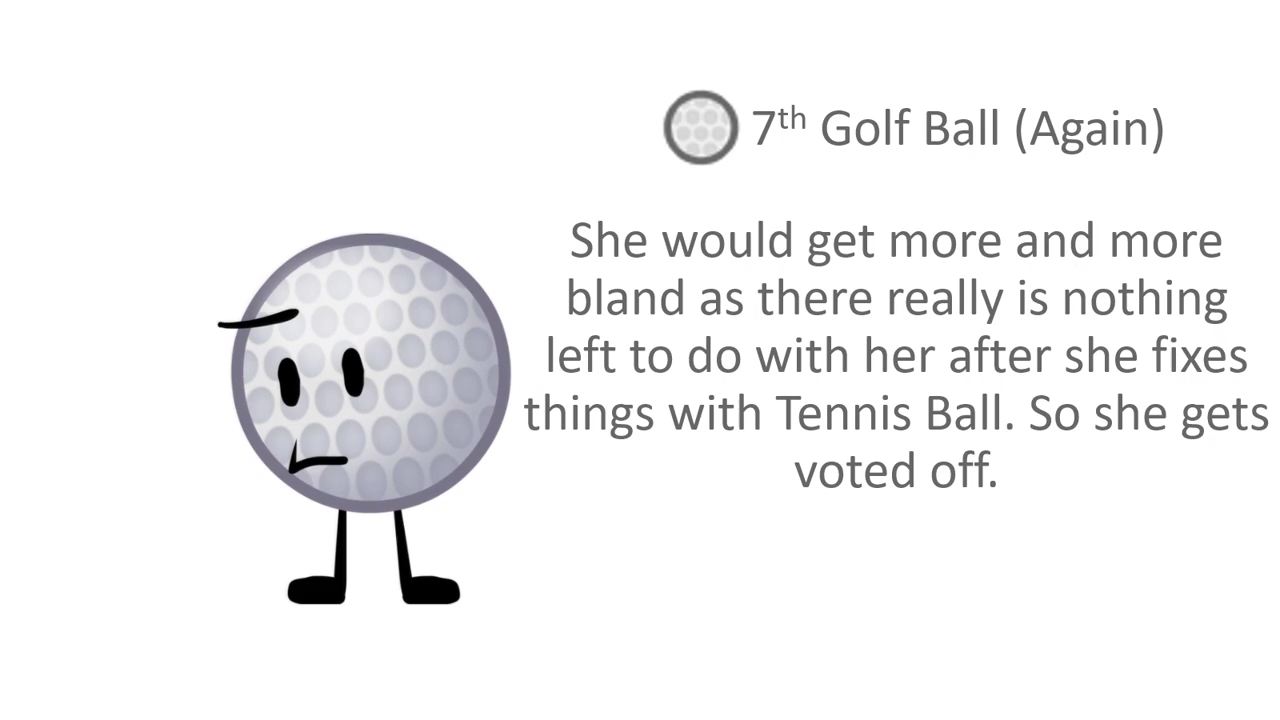 7th Golf Ball (Again)
She would get more and more
bland as there really is nothing
left to do with her after she fixes
things with Tennis Ball. So she gets
voted off.